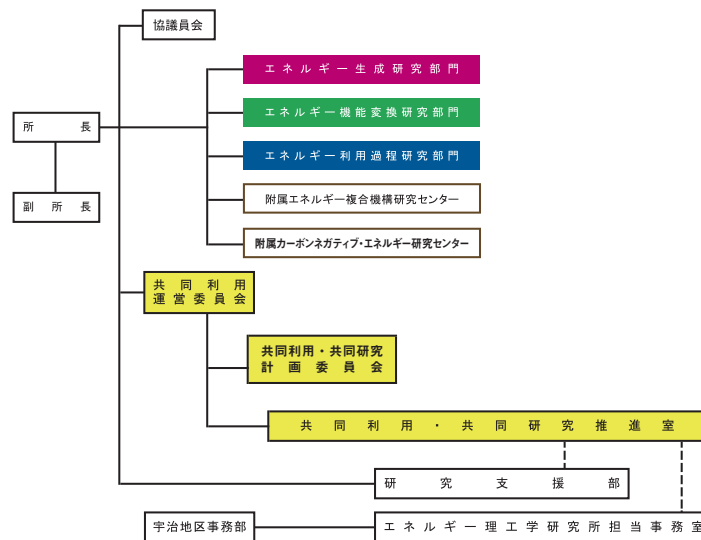 協議員会
エネルギー生成研究部門
エネルギー機能変換研究部門
所長
エネルギー利用過程研究部門
副所長
附属エネルギー複合機構研究センター
附属カーボンネガティブ・エネルギー研究センター
共同利用
運営委員会
共同利用・共同研究
計画委員会
共同利用・共同研究推進室
研究支援部
宇治地区事務部
エネルギー理工学研究所担当事務室